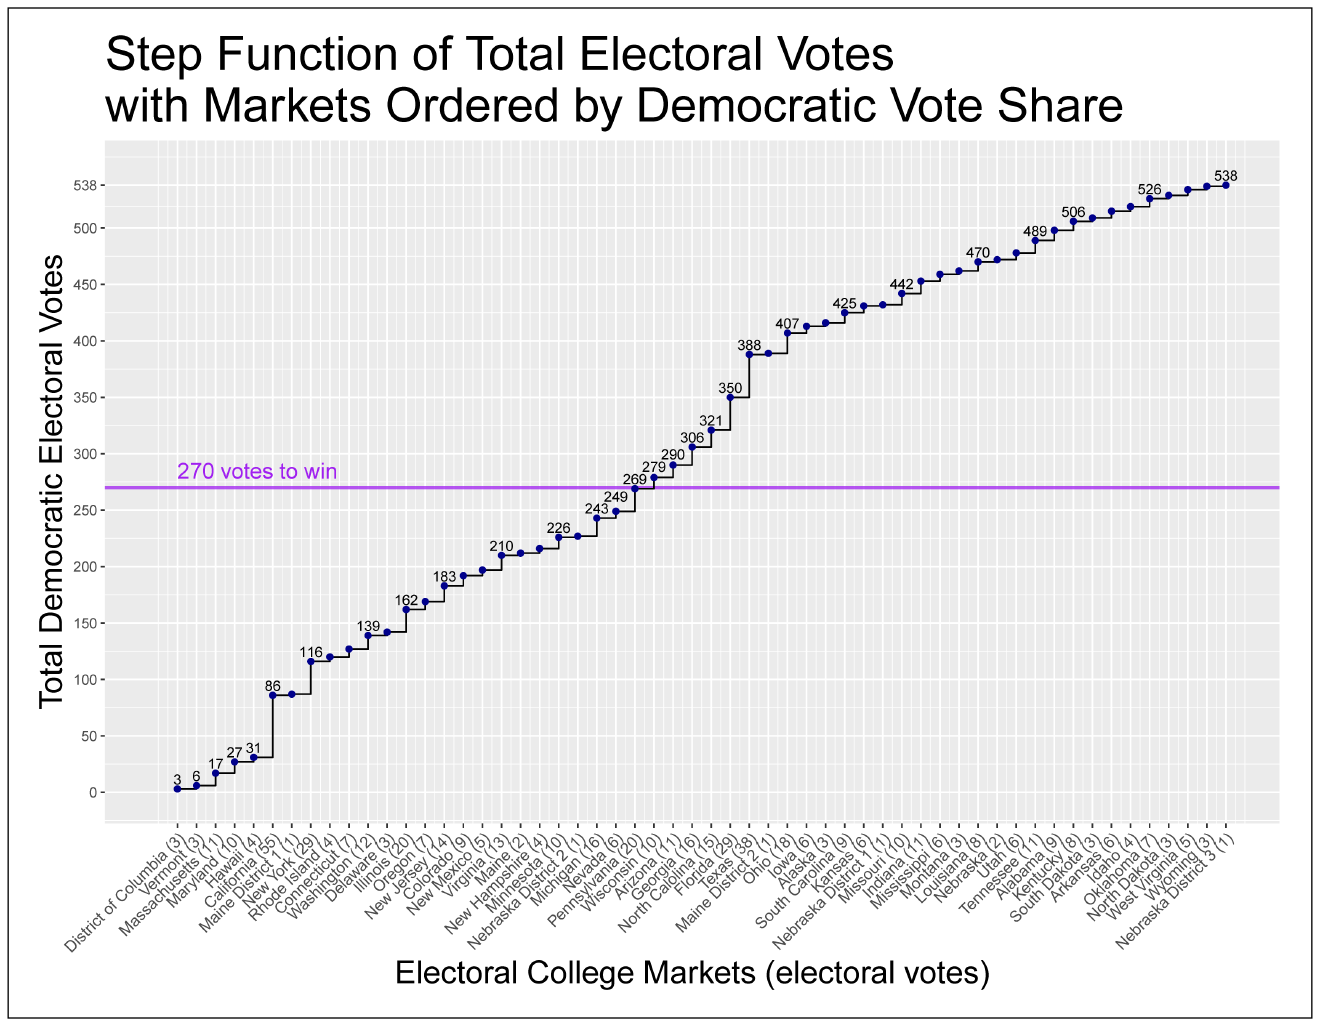 Step Function of Total Electoral Votes
with Markets Ordered by Democratic Vote Share
Total Democratic Electoral Votes
538
500
450
400
350
300
250
200
150
100
50
0
270 votes to win
3
6
17
27
31
86
116
139
162
183
210
226
243
249
269
279
290
306
321
350
388
407
425
442
470
489
506
526
538
District of Columbia (3)
Vermont (3)
Massachusetts (11)
Maryland (10)
Hawaii (4)
California (55)
Maine District 1 (1)
New York (29)
Rhode Island (4)
Connecticut (7)
Washington (12)
Delaware (3)
Illinois (20)
Oregon (7)
New Jersey (14)
Colorado (9)
New Mexico (5)
Virginia (13)
Maine (2)
New Hampshire (4)
Minnesota (10)
Nebraska District 2 (1)
Michigan (16)
Nevada (6)
Pennsylvania (20)
Wisconsin (10)
Arizona (11)
Georgia (16)
North Carolina (15)
Florida (29)
Texas (38)
Maine District 2 (1)
Ohio (18)
Iowa (6)
Alaska (3)
South Carolina (9)
Kansas (6)
Nebraska District 1 (1)
Missouri (10)
Indiana (11)
Mississippi (6)
Montana (3)
Louisiana (8)
Nebraska (2)
Utah (6)
Tennessee (11)
Alabama (9)
Kentucky (8)
South Dakota (3)
Arkansas (6)
Idaho (4)
Oklahoma (7)
North Dakota (3)
West Virginia (5)
Wyoming (3)
Nebraska District 3 (1)
Electoral College Markets (electoral votes)